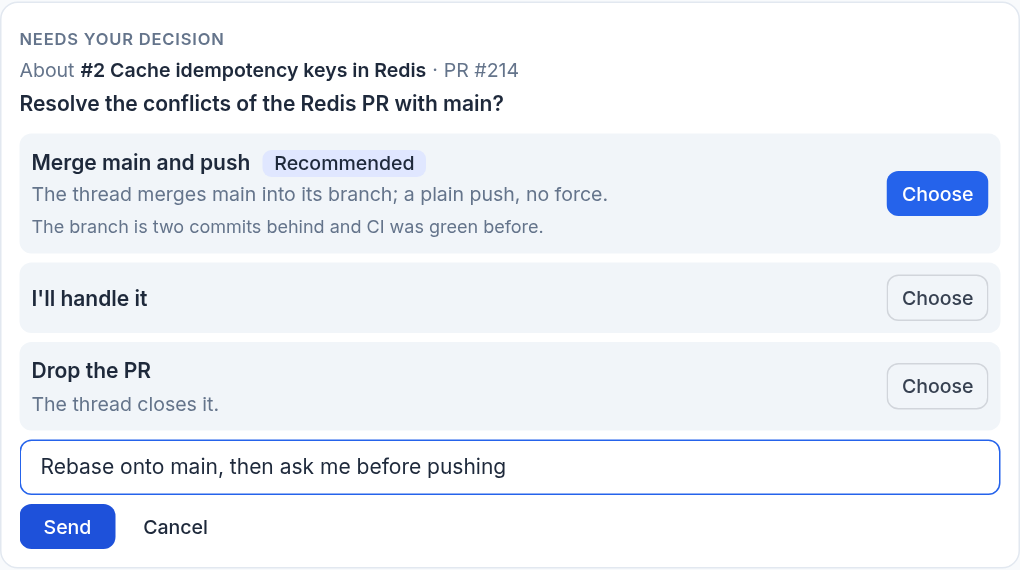 NEEDS YOUR DECISION
About #2 Cache idempotency keys in Redis · PR #214
Resolve the conflicts of the Redis PR with main?
Merge main and push Recommended
The thread merges main into its branch; a plain push, no force.
Choose
The branch is two commits behind and CI was green before.
I'll handle it Choose
Drop the PR
Choose
The thread closes it.
Rebase onto main, then ask me before pushing
Send Cancel